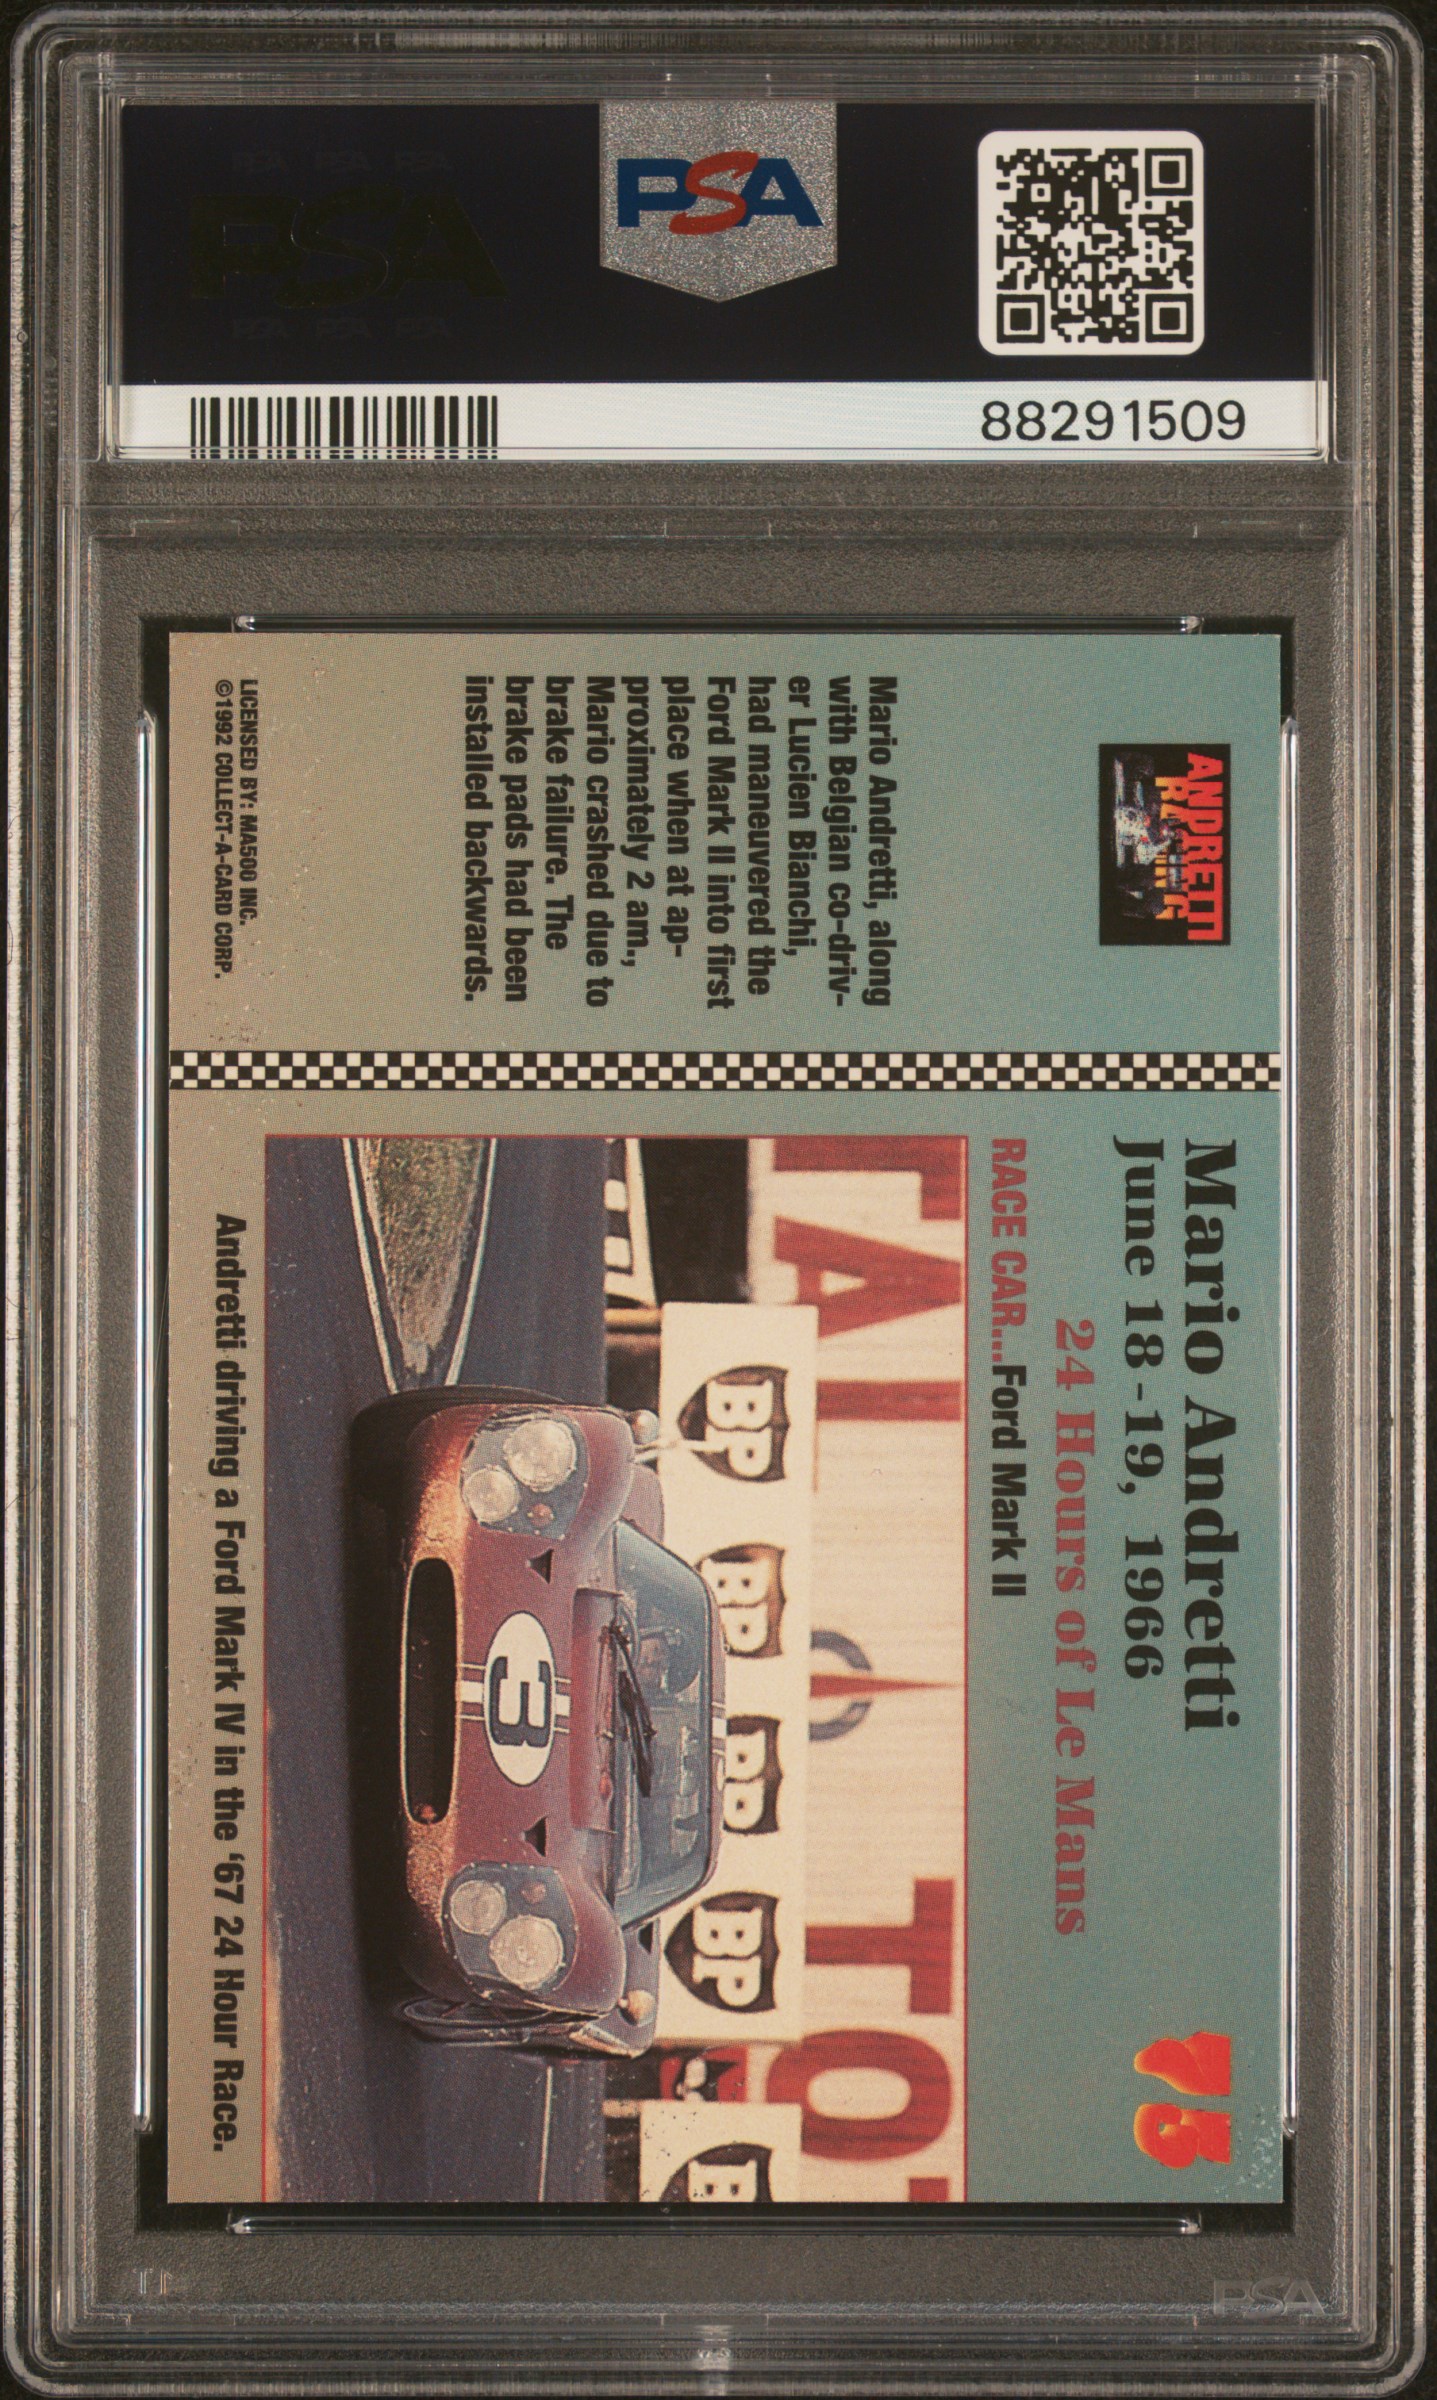 PSA
88291509
ANDRETTI
RACING
Mario Andretti, along
with Belgian co-driv-
er Lucien Bianchi,
had maneuvered the
Ford Mark II into first
place when at ap-
proximately 2 am.,
Mario crashed due to
brake failure. The
brake pads had been
installed backwards.
LICENSED BY: MA500 INC.
©1992 COLLECT-A-CARD CORP.
Mario Andretti
June 18-19, 1966
24 Hours of Le Mans
75
RACE CAR...Ford Mark II
BP BP BP BP
3
Andretti driving a Ford Mark IV in the ‘67 24 Hour Race.
PSA